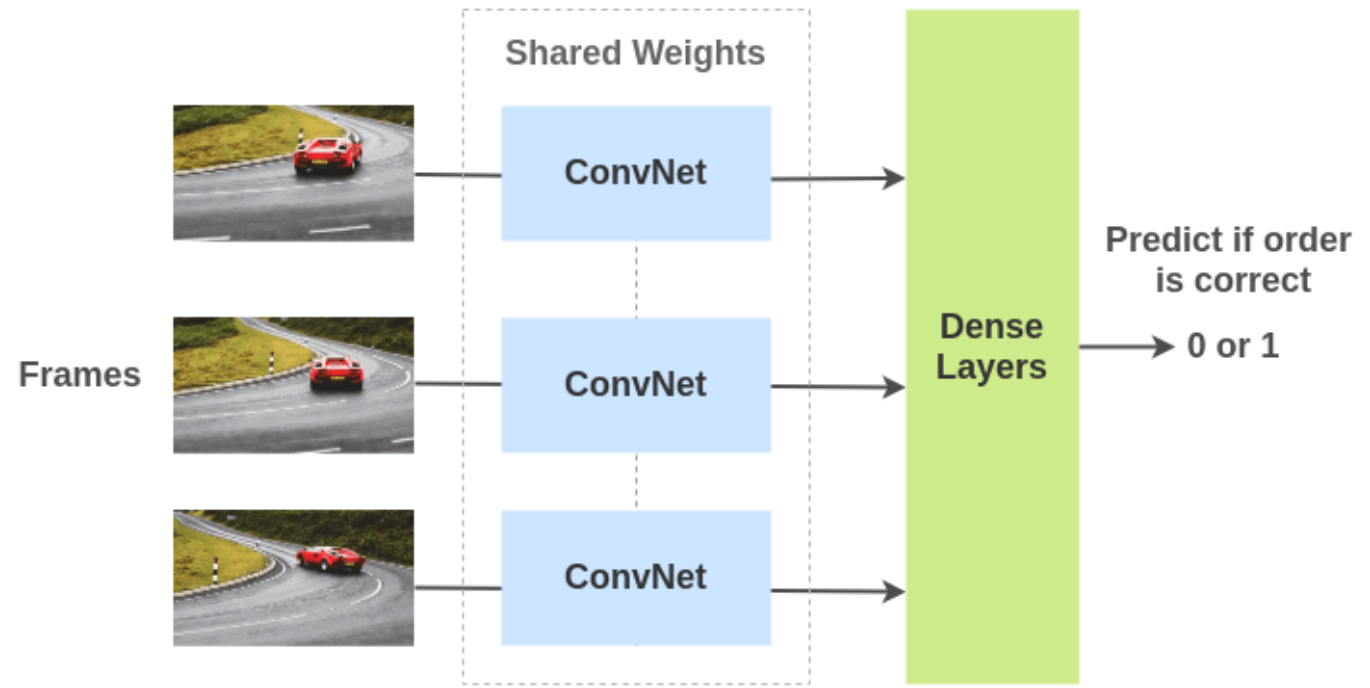 Shared Weights
ConvNet
Frames
ConvNet
ConvNet
Dense
Layers
Predict if order
is correct
0 or 1